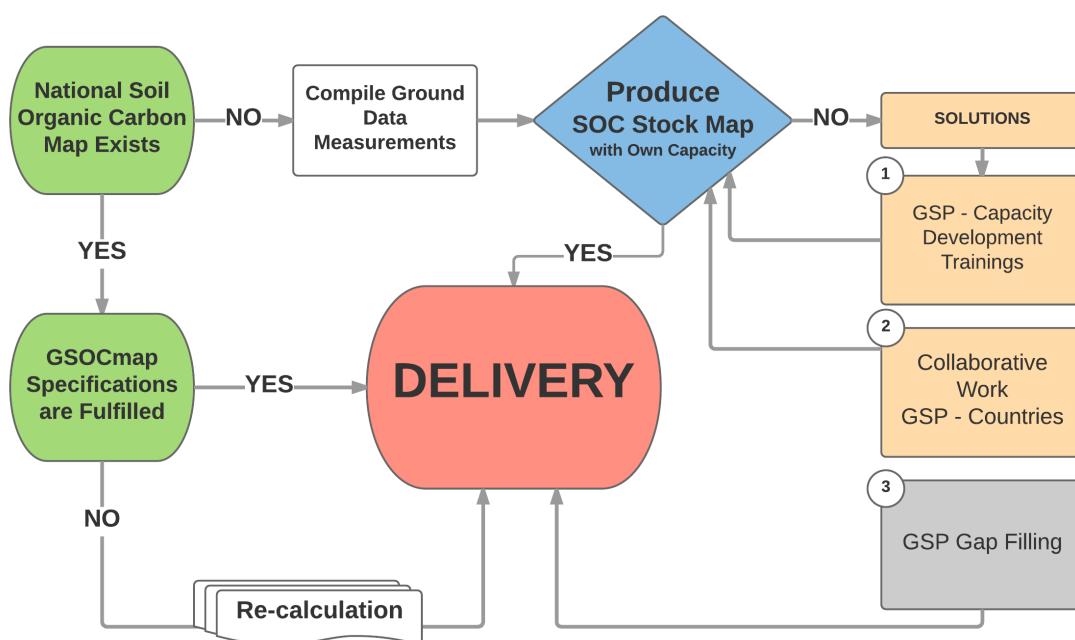 National Soil
Organic Carbon
Map Exists
NO
Compile Ground
Data
Measurements
Produce
SOC Stock Map
with Own Capacity
NO
SOLUTIONS
1
GSP - Capacity
Development
Trainings
YES
YES
2
Collaborative
Work
GSP - Countries
GSOCmap
Specifications
are Fulfilled
YES
DELIVERY
3
GSP Gap Filling
NO
Re-calculation